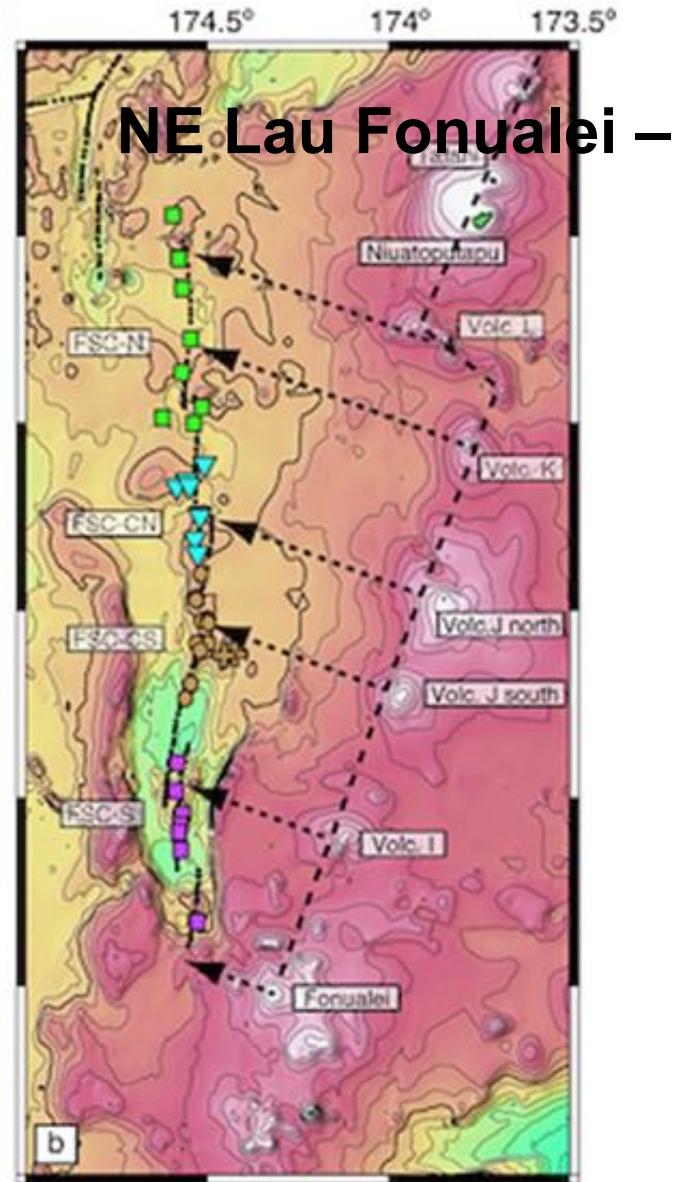 174.5° 174° 173.5°
NE Lau Fonualei –
Tafahi
Niuatoputapu
Volc. L
FSC-N
Volc. K
FSC-CN
Volc.J north
FSC-CS
Volc. J south
FSC-S
Volc. I
Fonualei
b